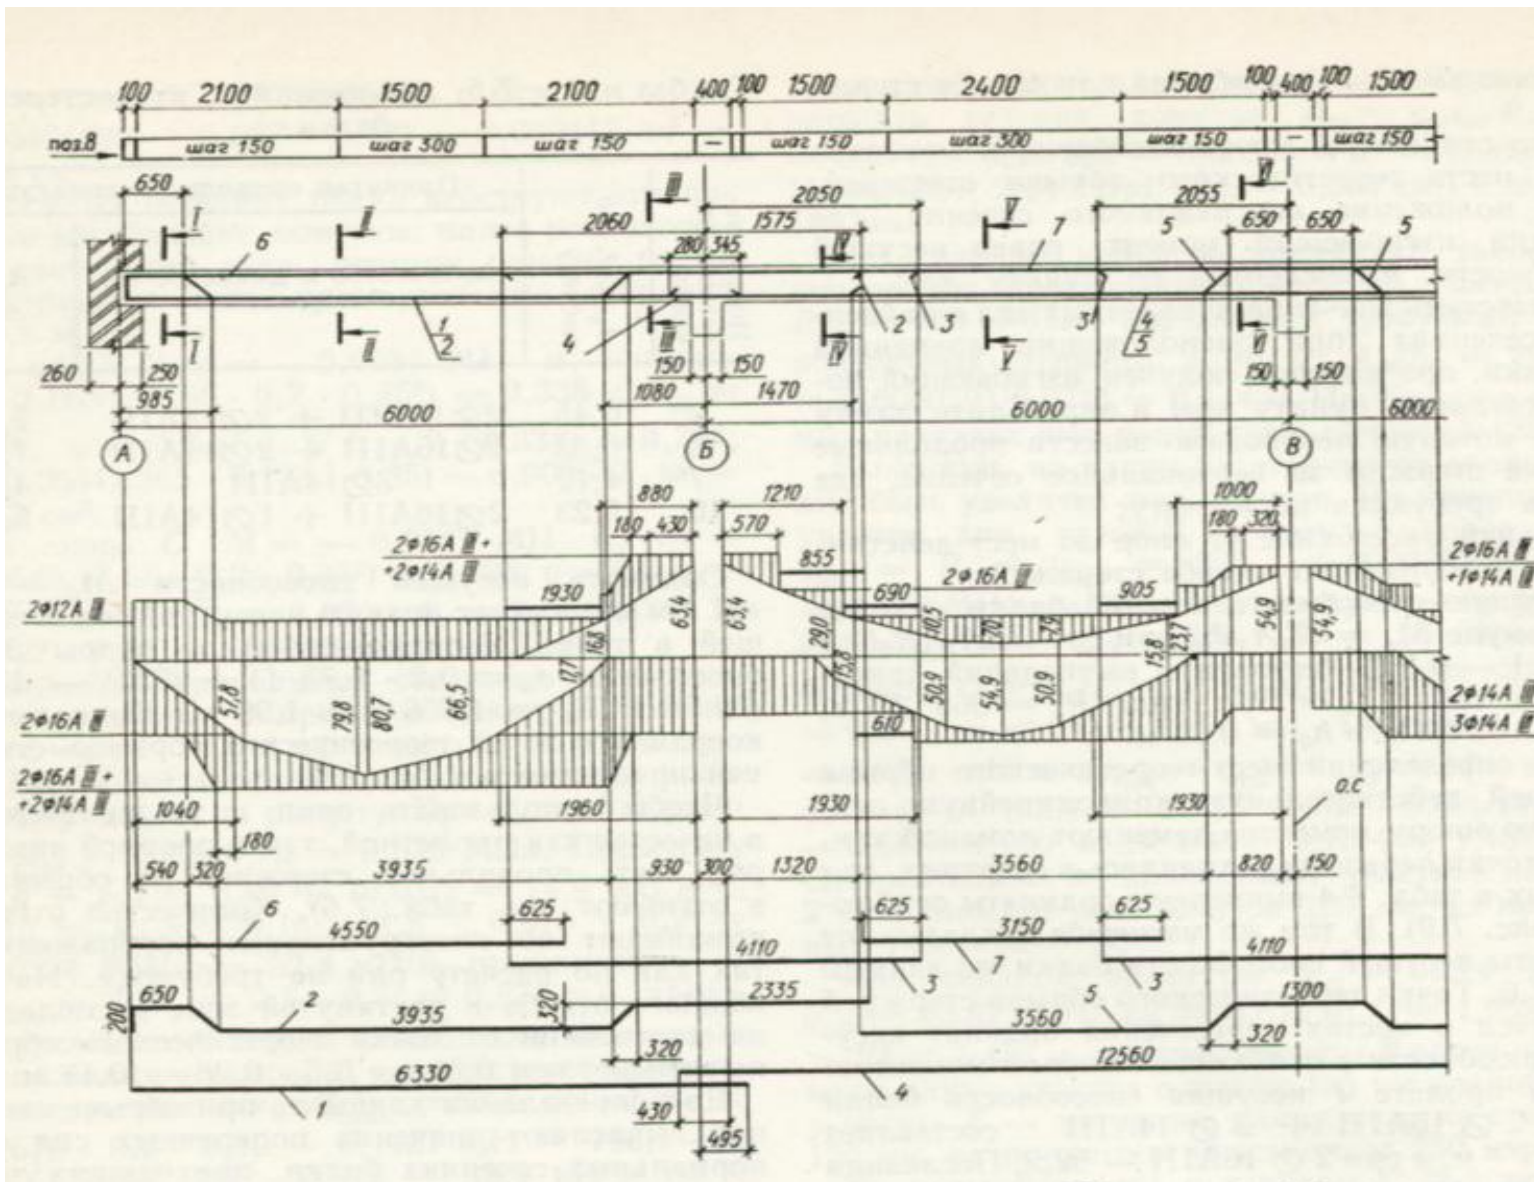 100 2100 1500 2100 400 100 1500 2400 1500 100 400 100 1500
поз.8 шаг 150 шаг 300 шаг 150 — шаг 150 шаг 300 шаг 150 — шаг 150
650 I II III 2050 V 2055 VI
2060 1575 650 650
6 280 345 IV 7 5 5
1 2 4 2 3 3 4 5
I II III IV V VI
260 250 150 150 150 150
985 1080 1470
6000 6000 6000
А Б В
880 1210 1000
180 430 570 180 320
2Ф16А III + 855 2Ф16А III 2Ф16А III
+2Ф14А III 1930 690 905 +1Ф14А III
2Ф12А III
16,8 63,4 63,4 29,0 10,5 7,0 7,9 23,7 54,9 54,9
57,8 79,8 80,7 66,5 17,7 15,8 50,9 54,9 50,9 15,8
2Ф16А III 610 2Ф14А III
3Ф14А III
2Ф16А III +
+2Ф14А III
1040 1960 1930 1930 о.с
180
540 320 3935 930 300 1320 3560 820 150
6 625 625 625
4550 4110 3150 7 4110
3 3
650 2 320 2335 5 1300
200 3935 3560
320 320
6330 12560
1 430 4
495